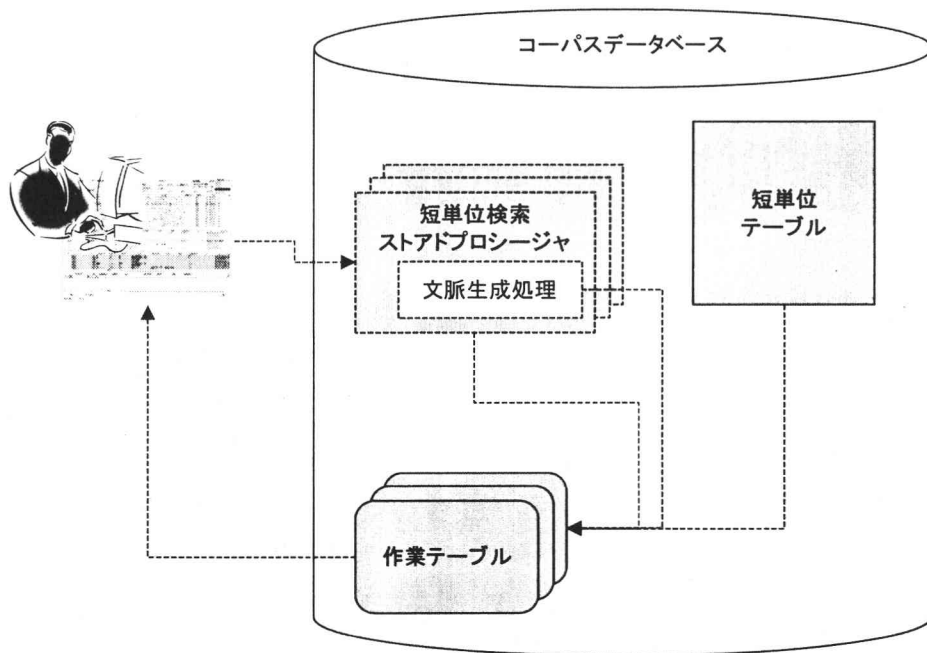 コーパスデータベース
短単位検索
ストアドプロシージャ
文脈生成処理
短単位
テーブル
作業テーブル